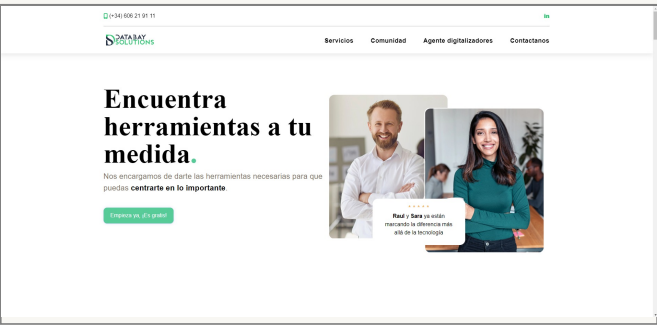 (+34) 606 21 91 11
in
DATABAY
SOLUTIONS
Servicios Comunidad Agente digitalizadores Contactanos
Encuentra
herramientas a tu
medida.
Nos encargamos de darte las herramientas necesarias para que
puedas centrarte en lo importante.
Empieza ya, ¡Es gratis!
Raul y Sara ya están
marcando la diferencia más
allá de la tecnología